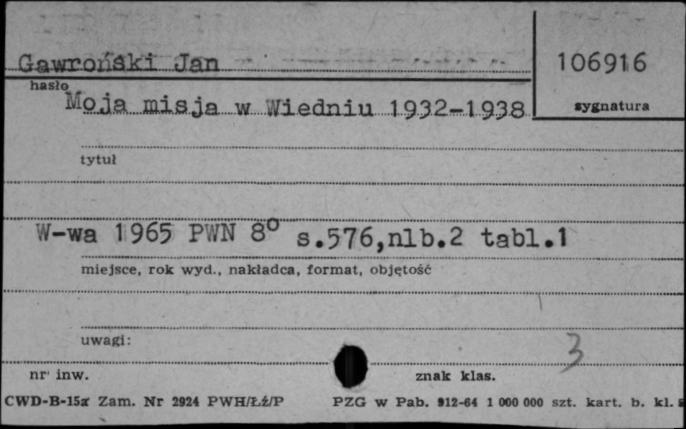 Gawroński Jan
106916
hasło
Moja misja w Wiedniu 1932-1938
sygnatura
tytuł
W-wa 1965 PWN 8° s.576,nlb.2 tabl.1
miejsce, rok wyd., nakładca, format, objętość
uwagi:
3
nr inw.
znak klas.
CWD-B-15x Zam. Nr 2924 PWH/Łź/P PZG w Pab. 912-64 1 000 000 szt. kart. b. kl.